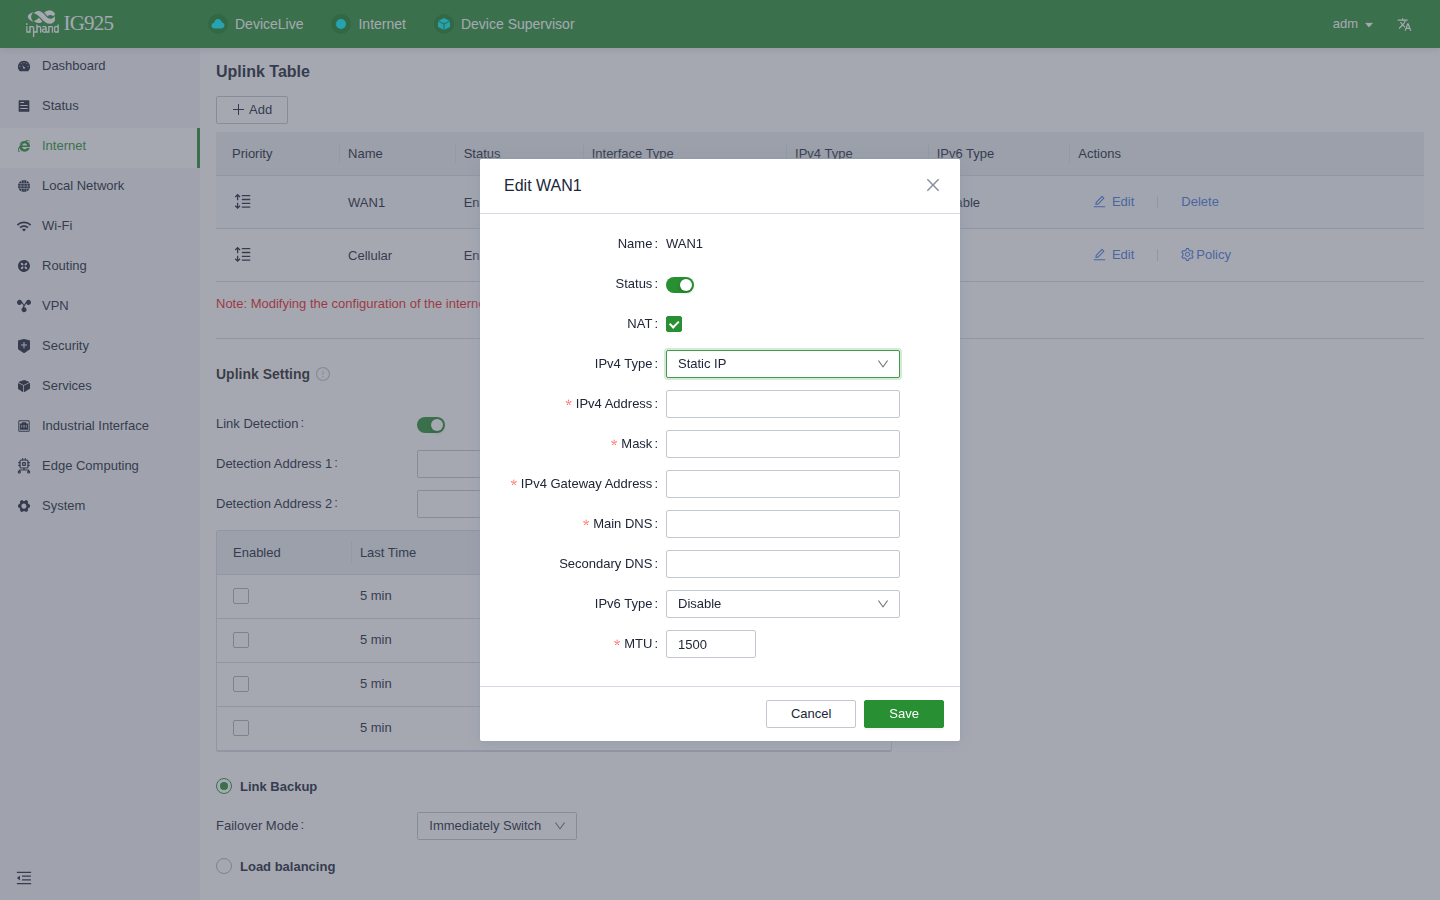 inhand IG925 DeviceLive Internet Device Supervisor adm
Dashboard
Status
Internet
Local Network
Wi-Fi
Routing
VPN
Security
Services
Industrial Interface
Edge Computing
System
Uplink Table
Add
Priority Name Status Interface Type IPv4 Type IPv6 Type Actions
WAN1 En able Edit Delete
Cellular En Edit Policy
Note: Modifying the configuration of the interne
Uplink Setting
Link Detection:
Detection Address 1:
Detection Address 2:
Enabled Last Time
5 min
5 min
5 min
5 min
Link Backup
Failover Mode: Immediately Switch
Load balancing
Edit WAN1
Name: WAN1
Status:
NAT:
IPv4 Type: Static IP
* IPv4 Address:
* Mask:
* IPv4 Gateway Address:
* Main DNS:
Secondary DNS:
IPv6 Type: Disable
* MTU: 1500
Cancel Save